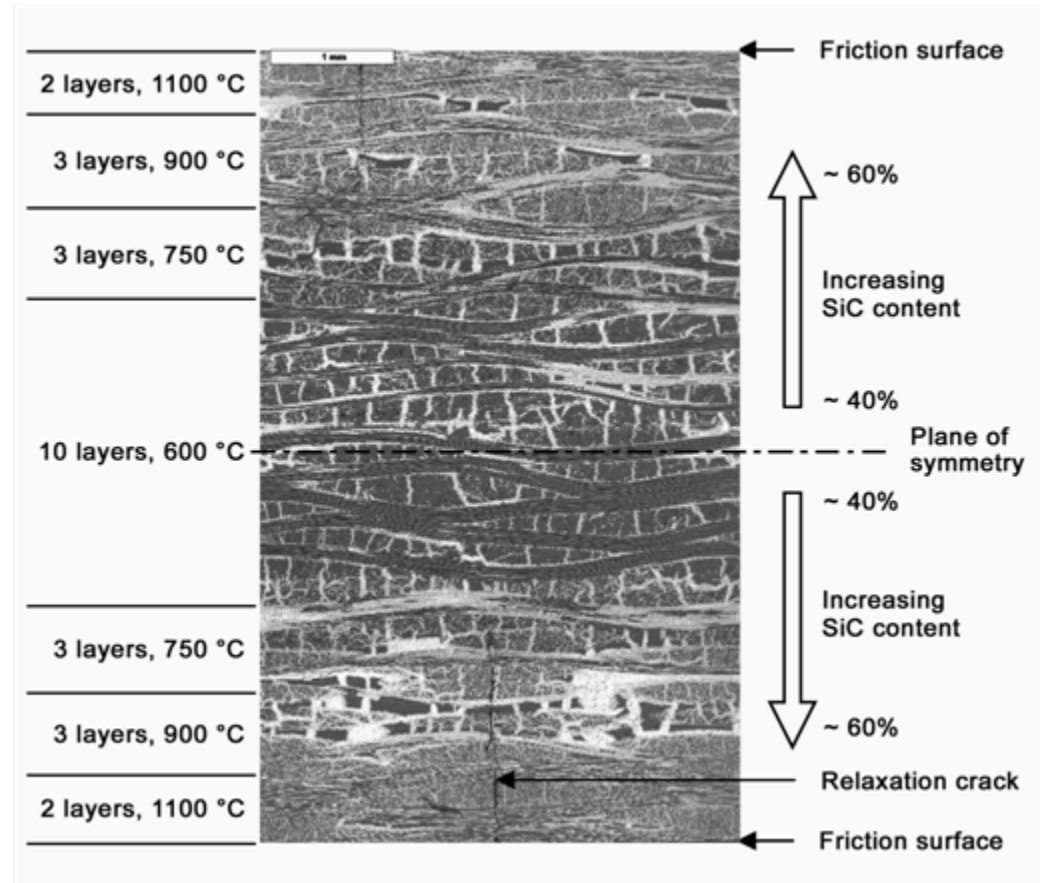 1 mm
Friction surface
2 layers, 1100 °C
3 layers, 900 °C
~ 60%
3 layers, 750 °C
Increasing
SiC content
~ 40%
10 layers, 600 °C
Plane of
symmetry
~ 40%
Increasing
SiC content
3 layers, 750 °C
3 layers, 900 °C
~ 60%
Relaxation crack
2 layers, 1100 °C
Friction surface